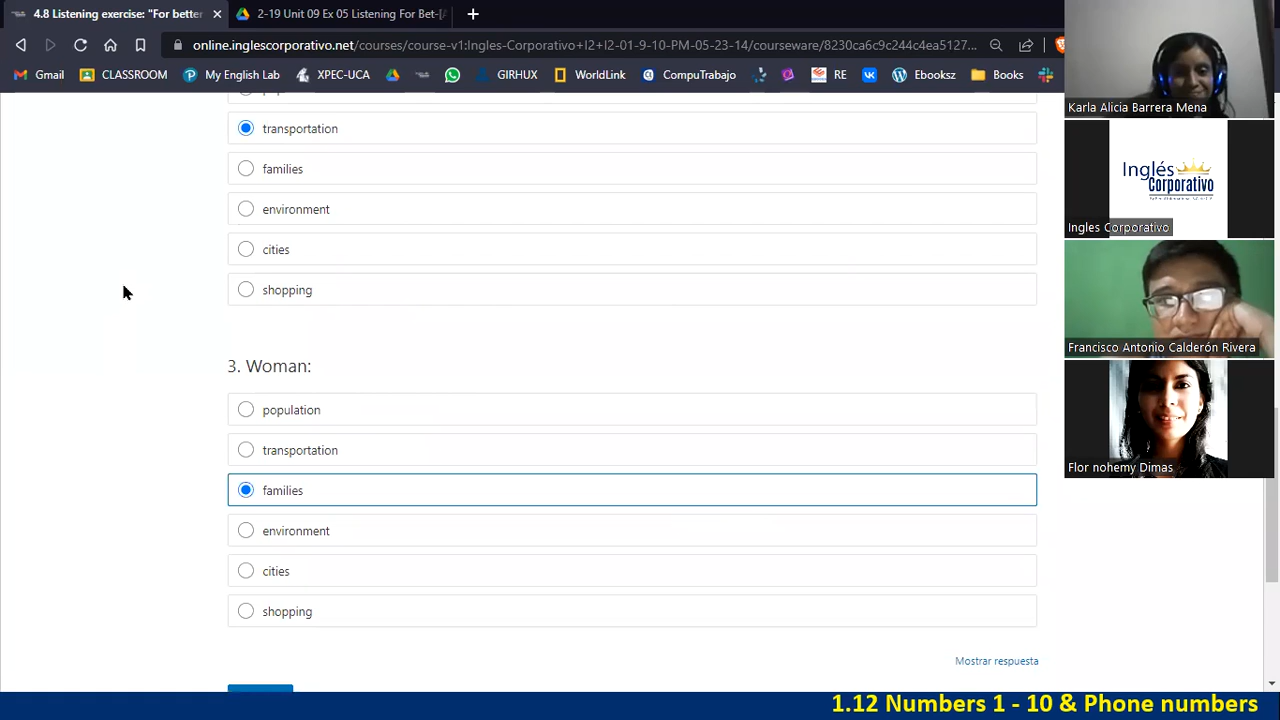 4.8 Listening exercise: "For better
2-19 Unit 09 Ex 05 Listening For Bet-[
online.inglescorporativo.net/courses/course-v1:Ingles-Corporativo+I2+I2_01-9-10-PM-05-23-14/courseware/8230ca6c9c244c4ea5127...
Gmail CLASSROOM My English Lab XPEC-UCA GIRHUX WorldLink CompuTrabajo RE Ebooksz Books
transportation
families
environment
cities
shopping
3. Woman:
population
transportation
families
environment
cities
shopping
Mostrar respuesta
Karla Alicia Barrera Mena
Inglés
Corporativo
Ingles Corporativo
Francisco Antonio Calderón Rivera
Flor nohemy Dimas
1.12 Numbers 1 - 10 & Phone numbers